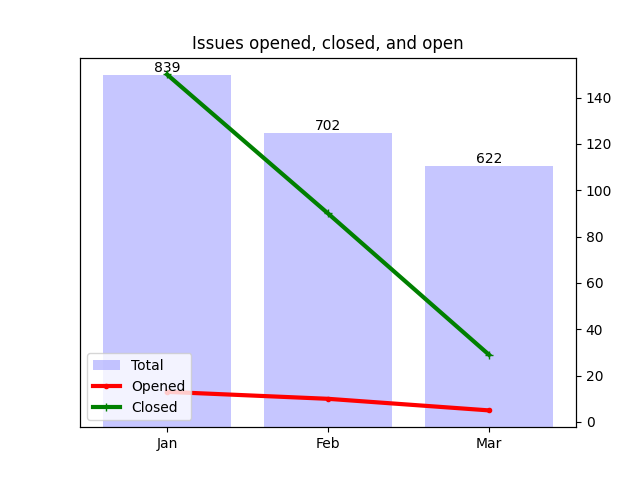 Issues opened, closed, and open
839
702
622
140
120
100
80
60
40
20
0
Total
Opened
Closed
Jan Feb Mar